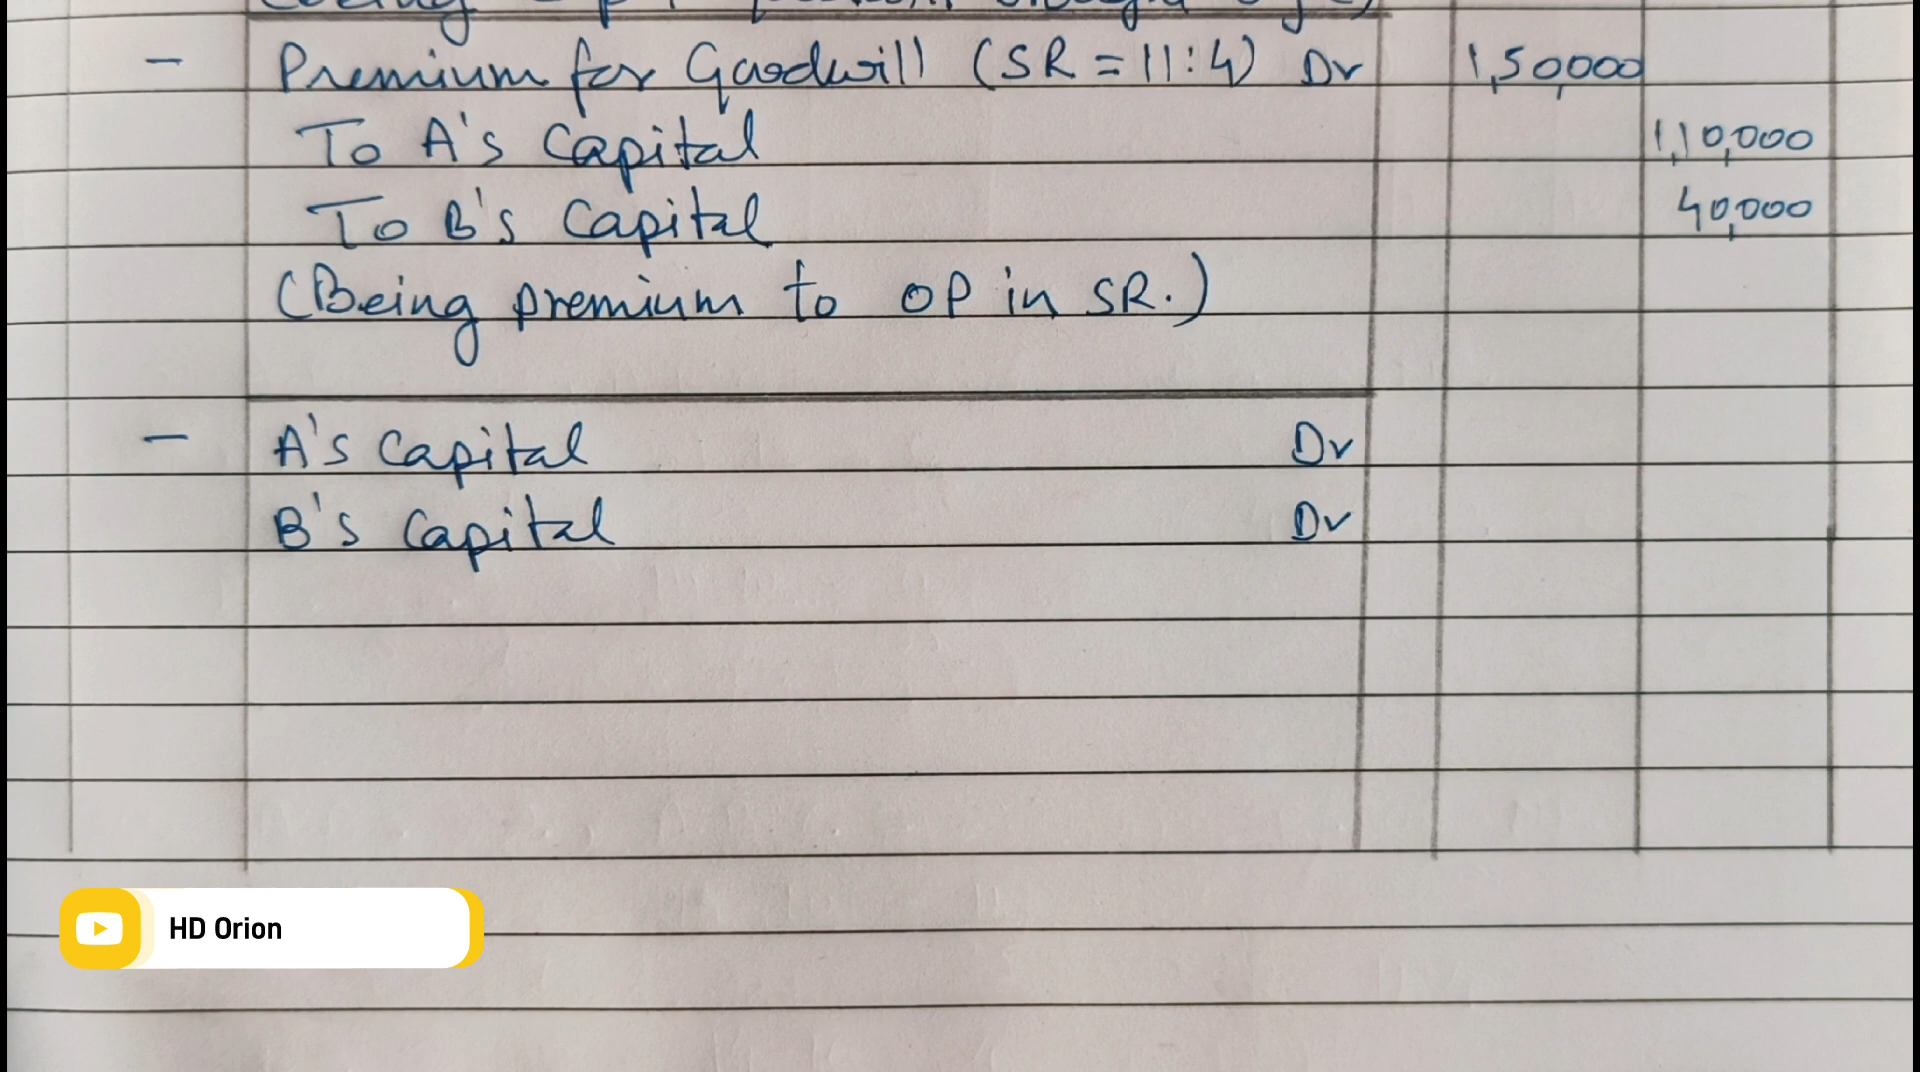 - Premium for Goodwill (SR = 11:4) Dr 1,50,000
To A's Capital 1,10,000
To B's Capital 40,000
(Being premium to OP in SR.)
- A's Capital Dr
B's Capital Dr
HD Orion